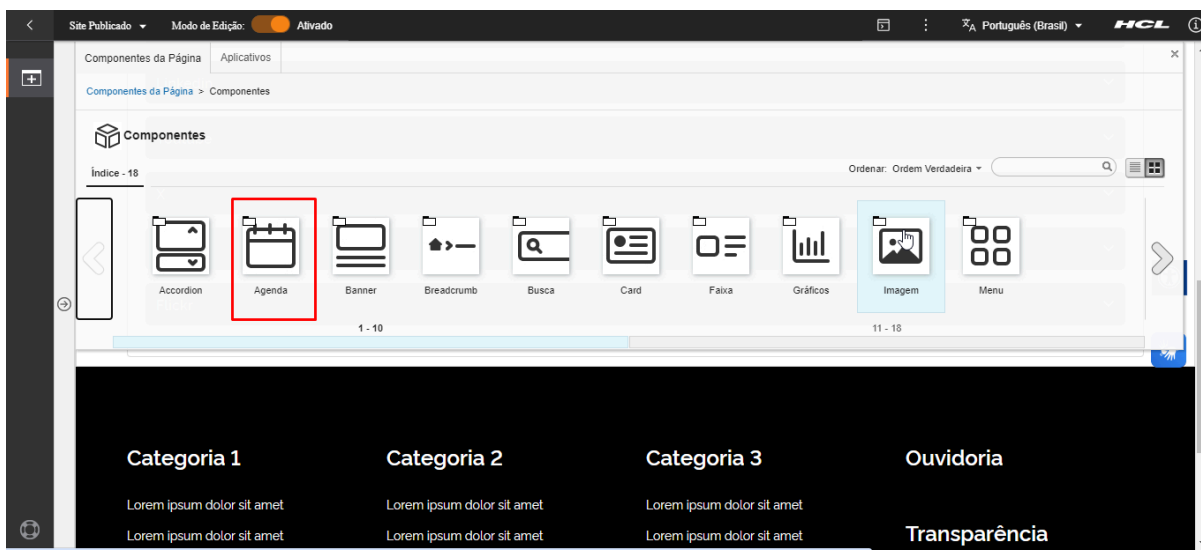 Site Publicado Modo de Edição: Ativado Português (Brasil) HCL
Componentes da Página Aplicativos
Componentes da Página > Componentes
Componentes
Índice - 18 Ordenar: Ordem Verdadeira
Accordion Agenda Banner Breadcrumb Busca Card Faixa Gráficos Imagem Menu
1 - 10 11 - 18
Categoria 1 Categoria 2 Categoria 3 Ouvidoria
Lorem ipsum dolor sit amet Lorem ipsum dolor sit amet Lorem ipsum dolor sit amet
Lorem ipsum dolor sit amet Lorem ipsum dolor sit amet Lorem ipsum dolor sit amet Transparência